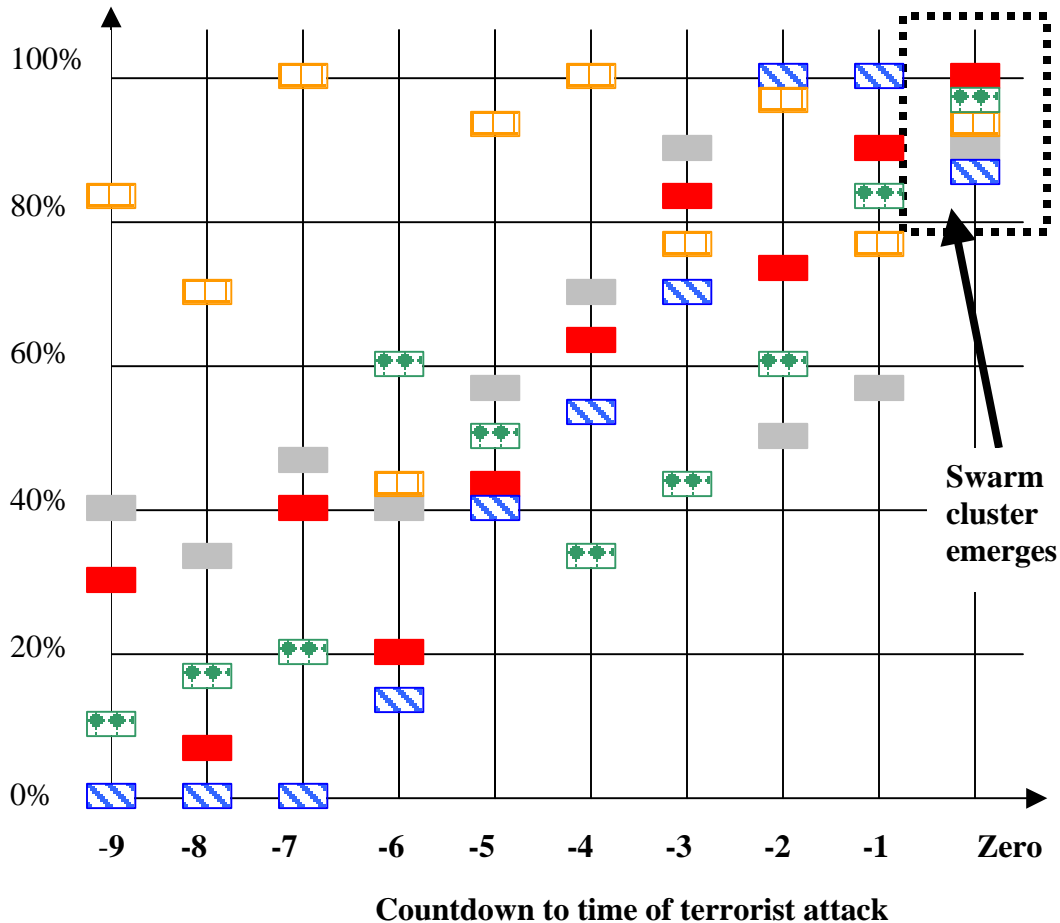 100%
80%
60%
40%
20%
0%
Swarm
cluster
emerges
-9 -8 -7 -6 -5 -4 -3 -2 -1 Zero
Countdown to time of terrorist attack